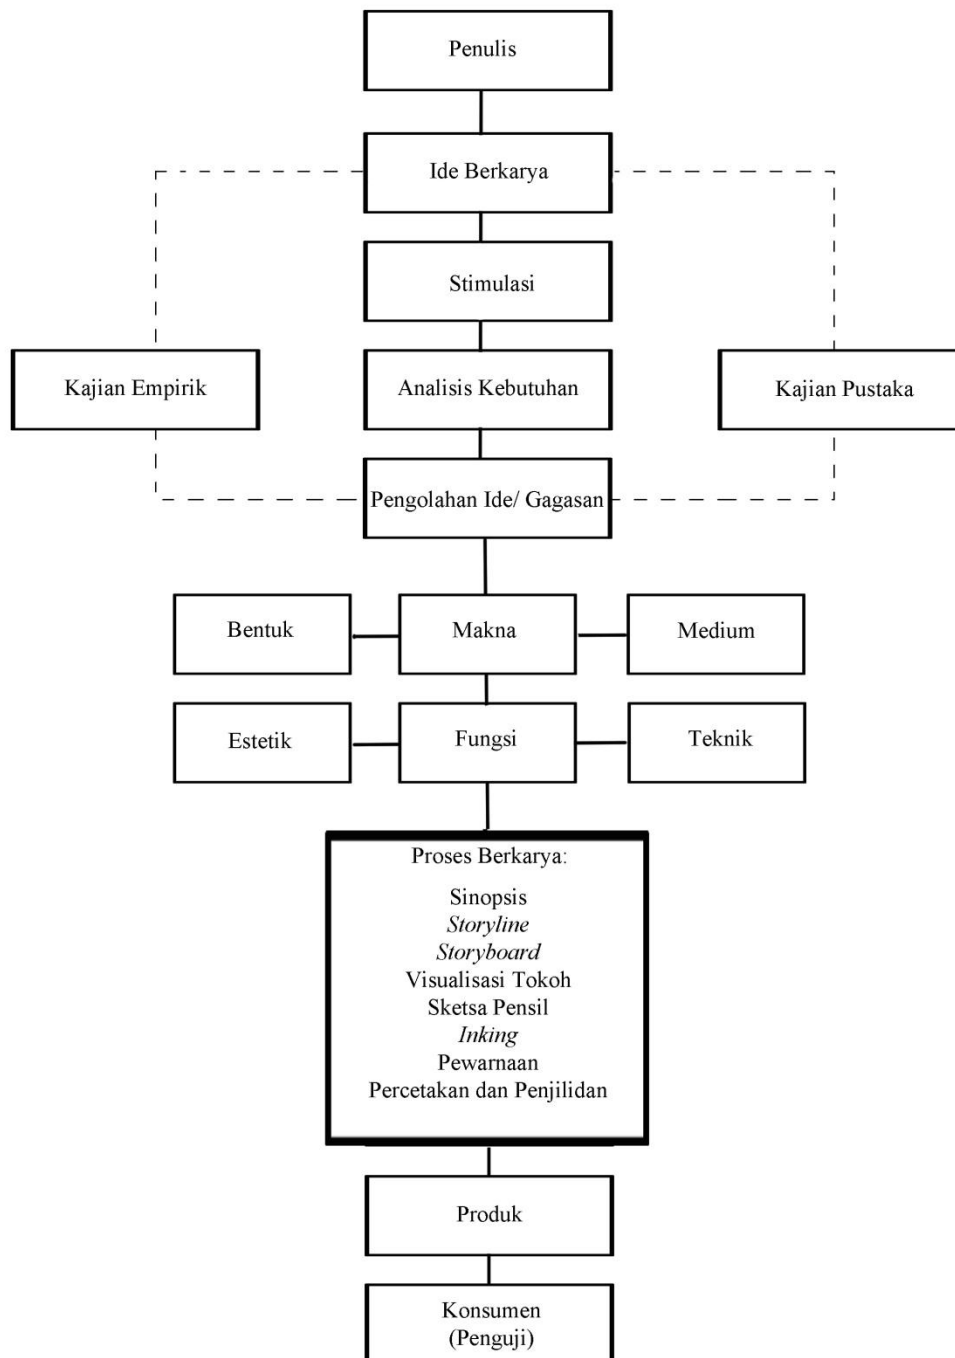 Penulis
Ide Berkarya
Stimulasi
Kajian Empirik
Analisis Kebutuhan
Kajian Pustaka
Pengolahan Ide/ Gagasan
Bentuk
Makna
Medium
Estetik
Fungsi
Teknik
Proses Berkarya:
Sinopsis
Storyline
Storyboard
Visualisasi Tokoh
Sketsa Pensil
Inking
Pewarnaan
Percetakan dan Penjilidan
Produk
Konsumen
(Penguji)